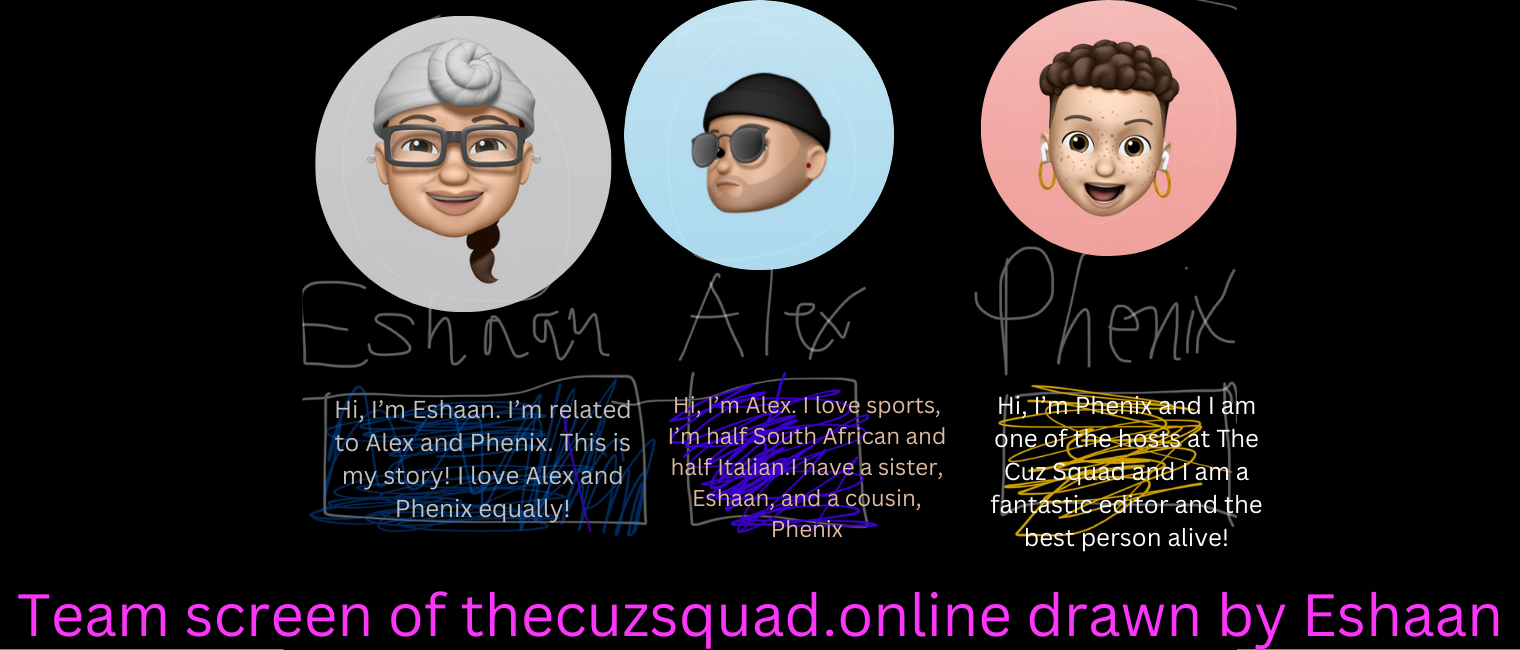 Eshaan Alex Phenix
Hi, I’m Eshaan. I’m related
to Alex and Phenix. This is
my story! I love Alex and
Phenix equally!
Hi, I’m Alex. I love sports,
I’m half South African and
half Italian.I have a sister,
Eshaan, and a cousin,
Phenix
Hi, I’m Phenix and I am
one of the hosts at The
Cuz Squad and I am a
fantastic editor and the
best person alive!
Team screen of thecuzsquad.online drawn by Eshaan